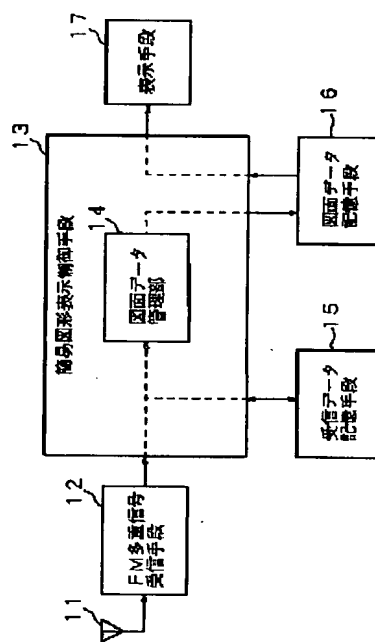 11
12
FM多重信号
受信手段
13
簡易図形表示制御手段
14
図面データ
管理部
15
受信データ
記憶手段
16
図面データ
記憶手段
17
表示手段